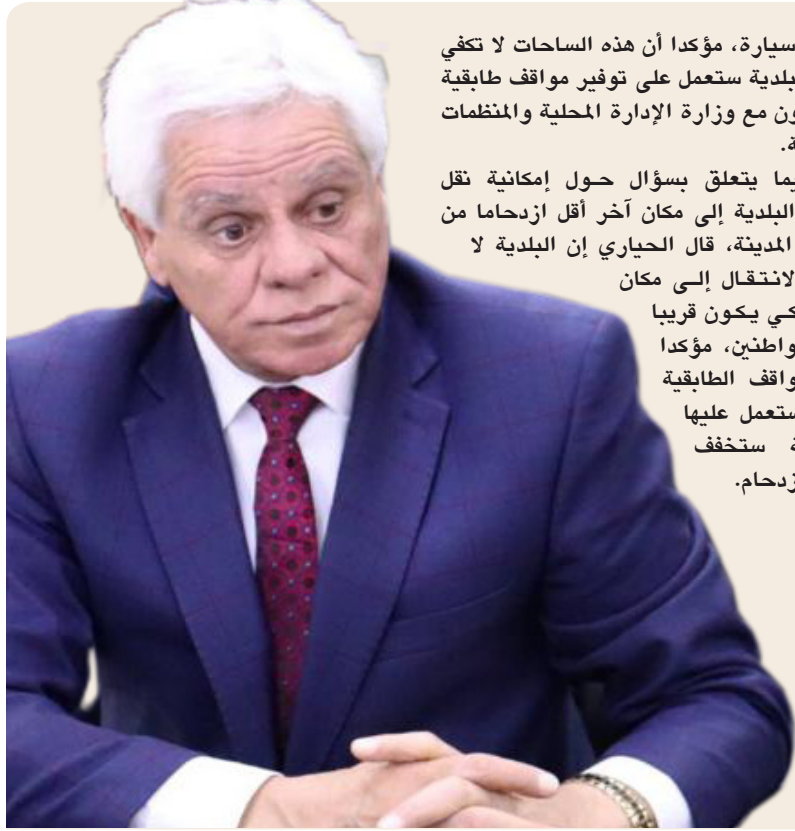 سيارة، مؤكدا أن هذه الساحات لا تكفي
بلدية ستعمل على توفير مواقف طابقية
ون مع وزارة الإدارة المحلية والمنظمات
ة.
يما يتعلق بسؤال حول إمكانية نقل
البلدية إلى مكان آخر أقل ازدحاما من
المدينة، قال الحياري إن البلدية لا
لانتقال إلى مكان
كي يكون قريبا
واطنين، مؤكدا
واقف الطابقية
ستعمل عليها
ة ستخفف
زدحام.